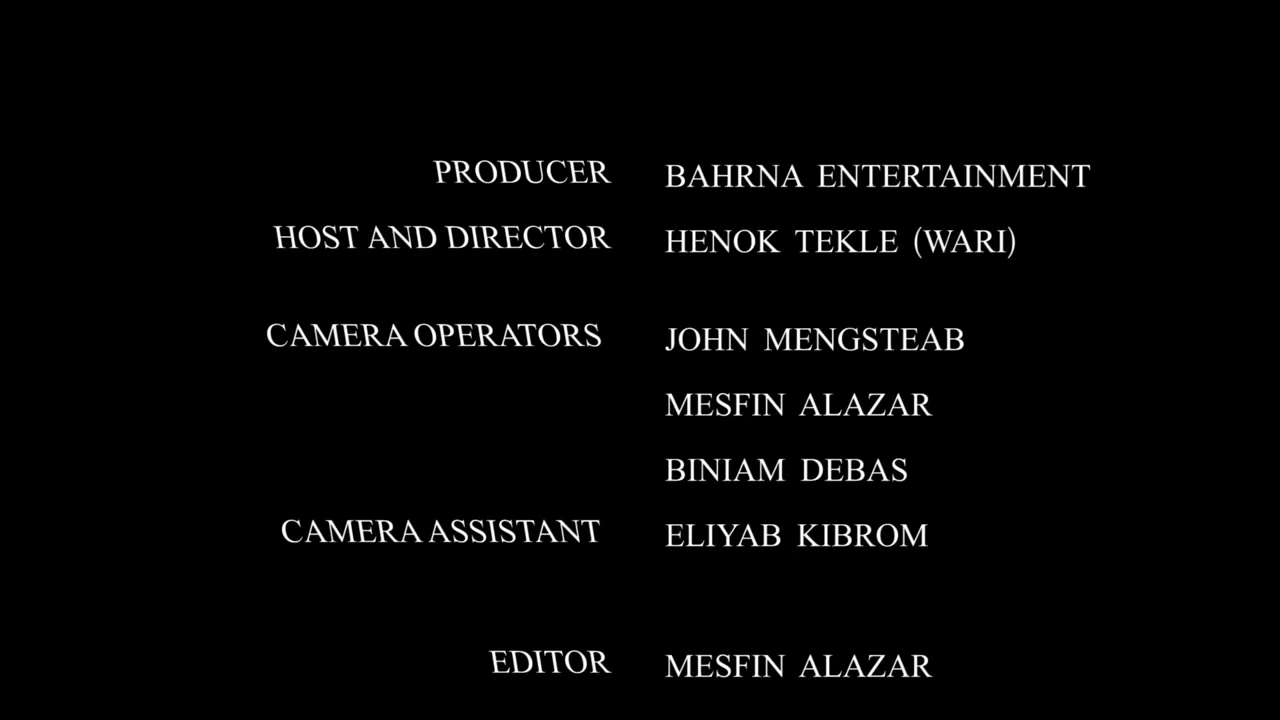 PRODUCER BAHRNA ENTERTAINMENT
HOST AND DIRECTOR HENOK TEKLE (WARI)
CAMERA OPERATORS JOHN MENGSTEAB
MESFIN ALAZAR
BINIAM DEBAS
CAMERA ASSISTANT ELIYAB KIBROM
EDITOR MESFIN ALAZAR